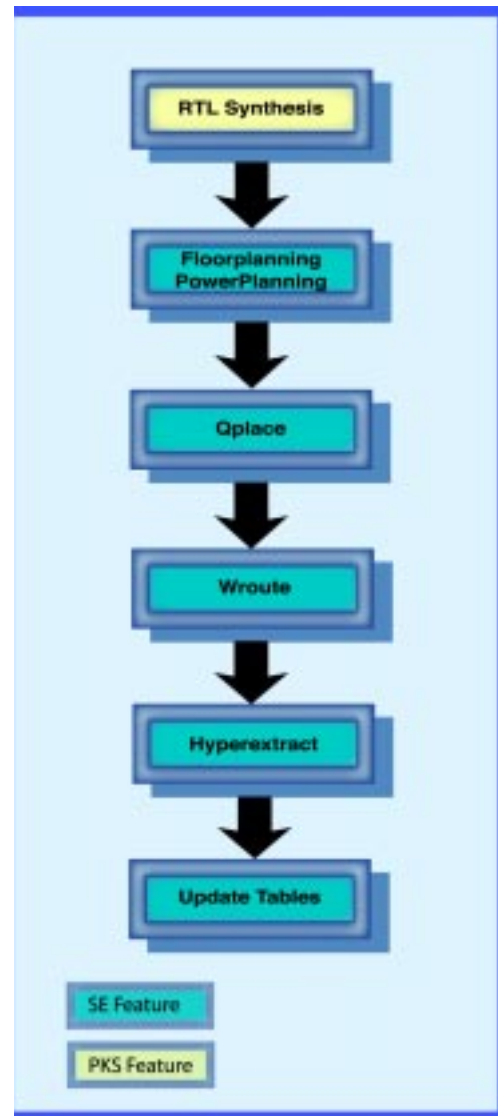 RTL Synthesis
Floorplanning
PowerPlanning
Qplace
Wroute
Hyperextract
Update Tables
SE Feature
PKS Feature